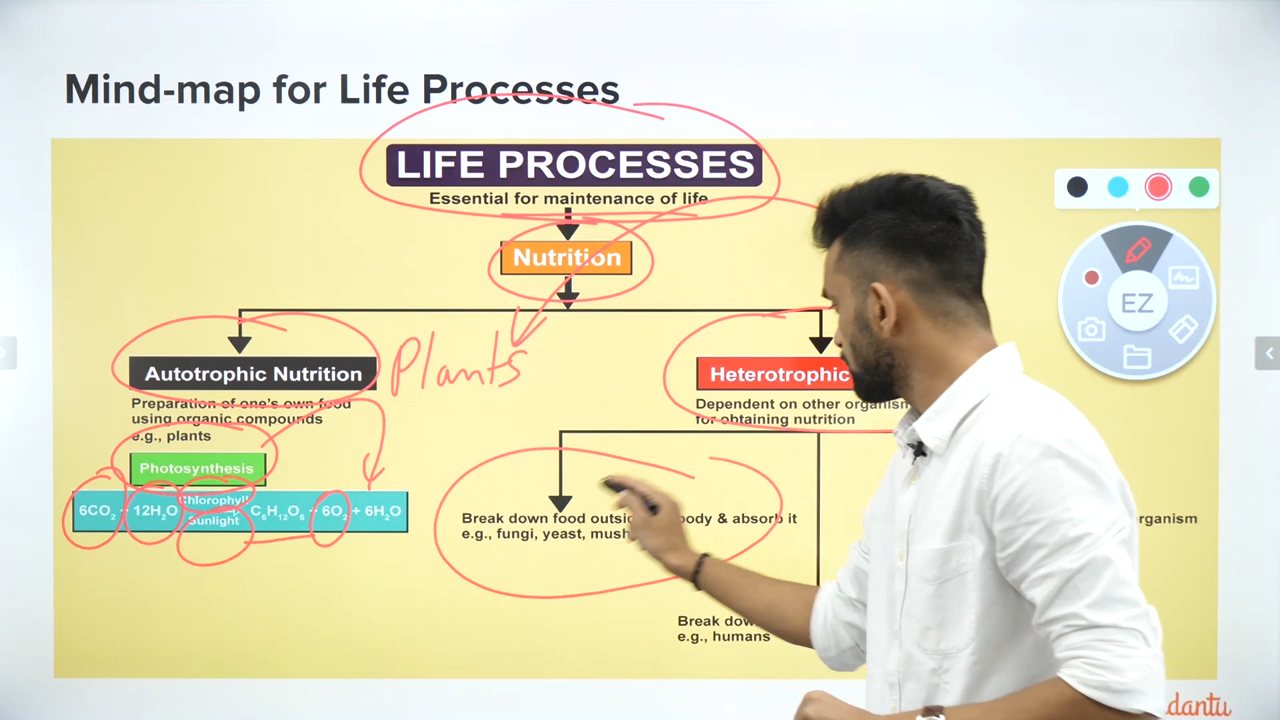 Mind-map for Life Processes
LIFE PROCESSES
Essential for maintenance of life
Nutrition
Autotrophic Nutrition
Plants
Heterotrophic
Preparation of one's own food
using organic compounds
e.g., plants
Dependent on other organism
for obtaining nutrition
Photosynthesis
6CO₂ + 12H₂O Chlorophyll Sunlight C₆H₁₂O₆ + 6O₂ + 6H₂O
Break down food body & absorb it
e.g., fungi, yeast,
Break
e.g., humans
EZ